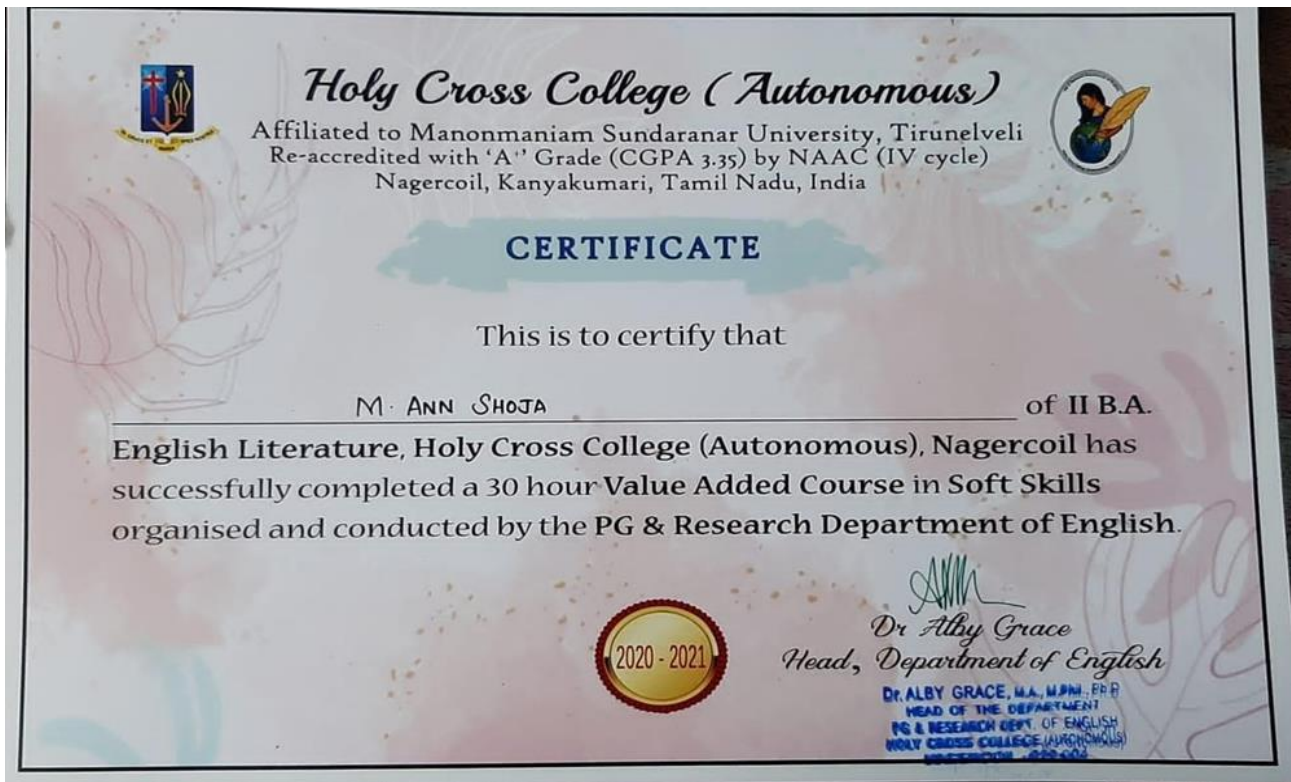 Holy Cross College (Autonomous)
Affiliated to Manonmaniam Sundaranar University, Tirunelveli
Re-accredited with 'A+' Grade (CGPA 3.35) by NAAC (IV cycle)
Nagercoil, Kanyakumari, Tamil Nadu, India
CERTIFICATE
This is to certify that
M. ANN SHOJA of II B.A.
English Literature, Holy Cross College (Autonomous), Nagercoil has
successfully completed a 30 hour Value Added Course in Soft Skills
organised and conducted by the PG & Research Department of English.
2020 - 2021
Dr Alby Grace
Head, Department of English
Dr. ALBY GRACE, M.A., M.Phil., Ph.D
HEAD OF THE DEPARTMENT
PG & RESEARCH DEPT. OF ENGLISH
HOLY CROSS COLLEGE (AUTONOMOUS)